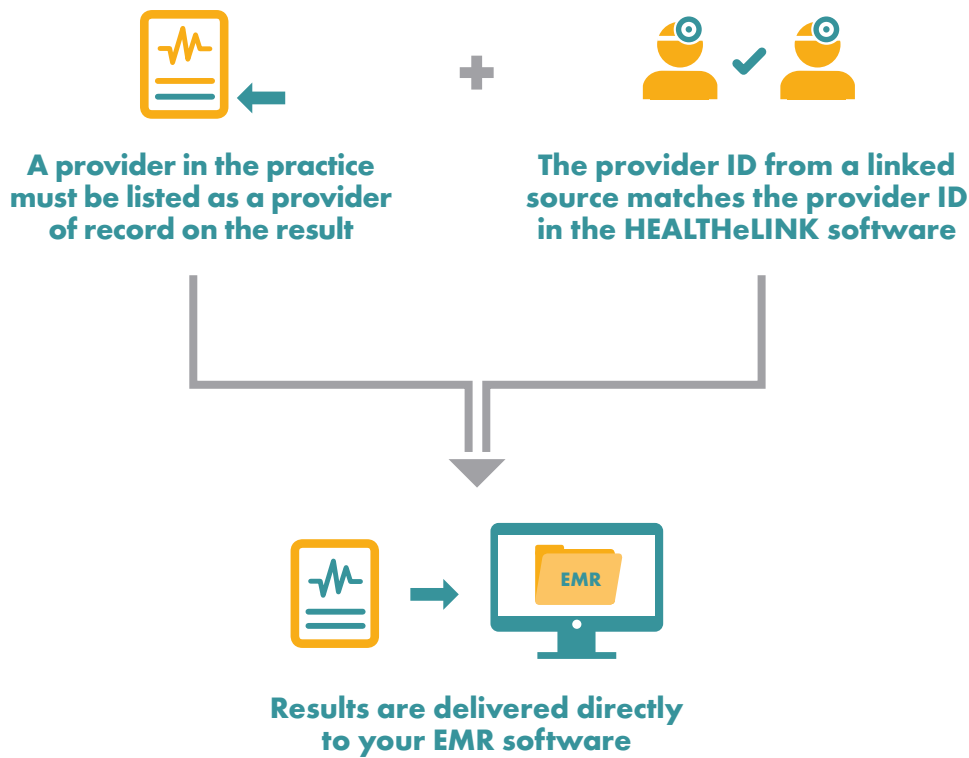 A provider in the practice
must be listed as a provider
of record on the result
The provider ID from a linked
source matches the provider ID
in the HEALTHeLINK software
EMR
Results are delivered directly
to your EMR software